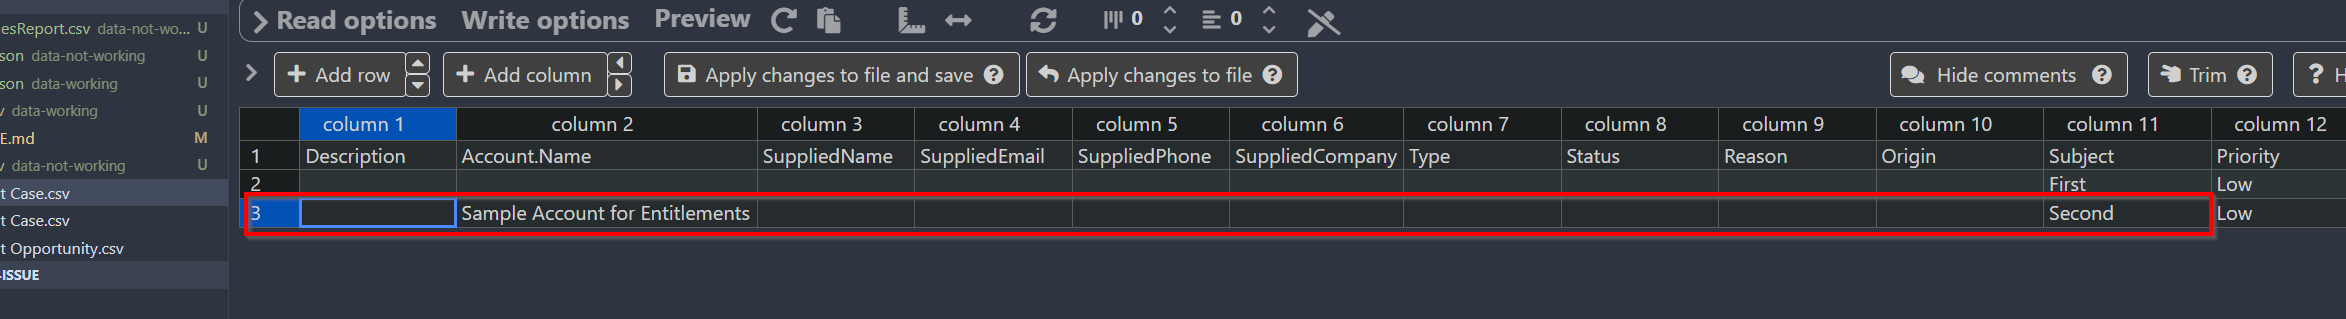 Read options Write options Preview 0 0
esReport.csv data-not-wo... U
son data-not-working
son data-working
v data-working U
E.md M
v data-not-working U
t Case.csv
t Case.csv
t Opportunity.csv
-ISSUE
Add row Add column Apply changes to file and save Apply changes to file Hide comments Trim H
column 1 column 2 column 3 column 4 column 5 column 6 column 7 column 8 column 9 column 10 column 11 column 12
1 Description Account.Name SuppliedName SuppliedEmail SuppliedPhone SuppliedCompany Type Status Reason Origin Subject Priority
2 First Low
3 Sample Account for Entitlements Second Low